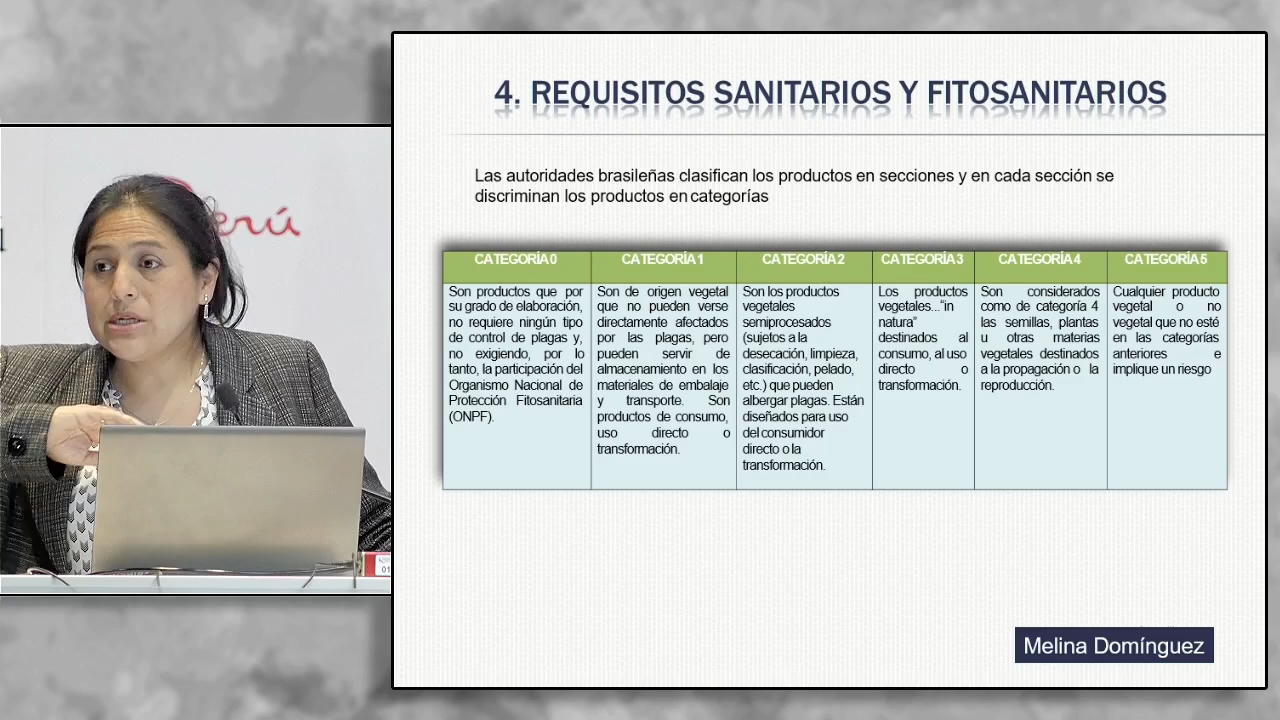 4. REQUISITOS SANITARIOS Y FITOSANITARIOS
Las autoridades brasileñas clasifican los productos en secciones y en cada sección se
discriminan los productos en categorías
CATEGORÍA 0
Son productos que por
su grado de elaboración,
no requiere ningún tipo
de control de plagas y,
no exigiendo, por lo
tanto, la participación del
Organismo Nacional de
Protección Fitosanitaria
(ONPF).
CATEGORÍA 1
Son de origen vegetal
que no pueden verse
directamente afectados
por las plagas, pero
pueden servir de
almacenamiento en los
materiales de embalaje
y transporte. Son
productos de consumo,
uso directo o
transformación.
CATEGORÍA 2
Son los productos
vegetales
semiprocesados
(sujetos a la
desecación, limpieza,
clasificación, pelado,
etc.) que pueden
albergar plagas. Están
diseñados para uso
del consumidor
directo o la
transformación.
CATEGORÍA 3
Los productos
vegetales..."in
natura"
destinados al
consumo, al uso
directo o
transformación.
CATEGORÍA 4
Son considerados
como de categoría 4
las semillas, plantas
u otras materias
vegetales destinados
a la propagación o la
reproducción.
CATEGORÍA 5
Cualquier producto
vegetal o no
vegetal que no esté
en las categorías
anteriores e
implique un riesgo
Melina Domínguez
Perú
01